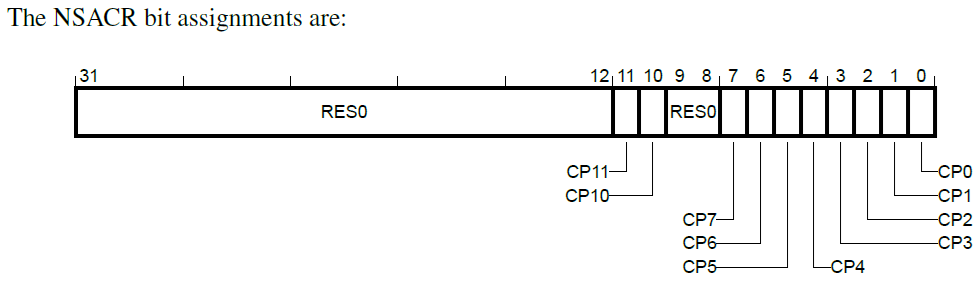 The NSACR bit assignments are:
31 12 11 10 9 8 7 6 5 4 3 2 1 0
RES0 RES0
CP11 CP0
CP10 CP1
CP7 CP2
CP6 CP3
CP5 CP4